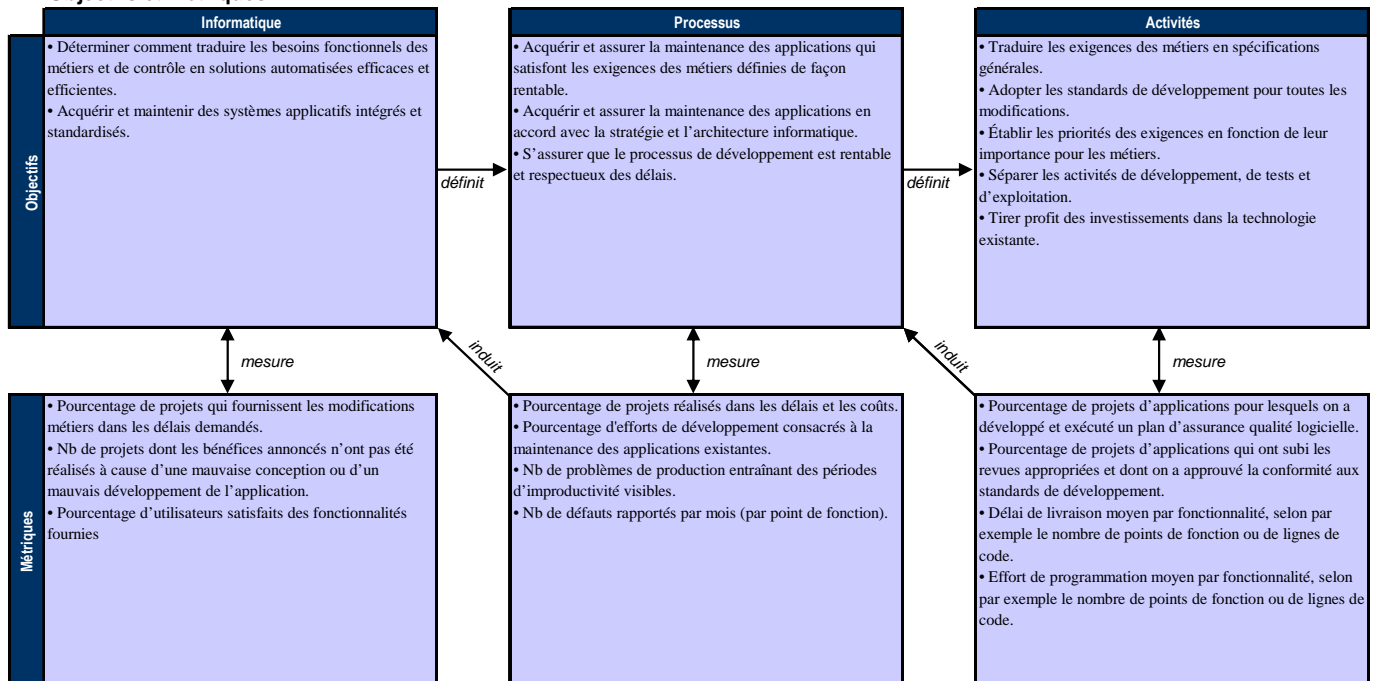 Informatique
Processus
Activités
Objectifs
• Déterminer comment traduire les besoins fonctionnels des
métiers et de contrôle en solutions automatisées efficaces et
efficientes.
• Acquérir et maintenir des systèmes applicatifs intégrés et
standardisés.
définit
• Acquérir et assurer la maintenance des applications qui
satisfont les exigences des métiers définies de façon
rentable.
• Acquérir et assurer la maintenance des applications en
accord avec la stratégie et l’architecture informatique.
• S’assurer que le processus de développement est rentable
et respectueux des délais.
définit
• Traduire les exigences des métiers en spécifications
générales.
• Adopter les standards de développement pour toutes les
modifications.
• Établir les priorités des exigences en fonction de leur
importance pour les métiers.
• Séparer les activités de développement, de tests et
d’exploitation.
• Tirer profit des investissements dans la technologie
existante.
mesure
induit
mesure
induit
mesure
Métriques
• Pourcentage de projets qui fournissent les modifications
métiers dans les délais demandés.
• Nb de projets dont les bénéfices annoncés n’ont pas été
réalisés à cause d’une mauvaise conception ou d’un
mauvais développement de l’application.
• Pourcentage d’utilisateurs satisfaits des fonctionnalités
fournies
• Pourcentage de projets réalisés dans les délais et les coûts.
• Pourcentage d'efforts de développement consacrés à la
maintenance des applications existantes.
• Nb de problèmes de production entraînant des périodes
d’improductivité visibles.
• Nb de défauts rapportés par mois (par point de fonction).
• Pourcentage de projets d’applications pour lesquels on a
développé et exécuté un plan d’assurance qualité logicielle.
• Pourcentage de projets d’applications qui ont subi les
revues appropriées et dont on a approuvé la conformité aux
standards de développement.
• Délai de livraison moyen par fonctionnalité, selon par
exemple le nombre de points de fonction ou de lignes de
code.
• Effort de programmation moyen par fonctionnalité, selon
par exemple le nombre de points de fonction ou de lignes de
code.